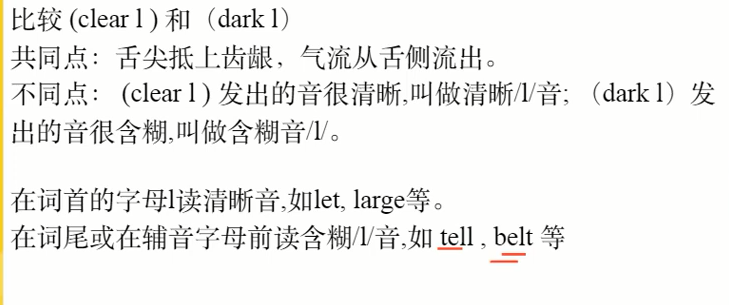 比较 (clear l ) 和（dark l）
共同点：舌尖抵上齿龈，气流从舌侧流出。
不同点： (clear l ) 发出的音很清晰,叫做清晰/l/音; （dark l）发
出的音很含糊,叫做含糊音/l/。
在词首的字母l读清晰音,如let, large等。
在词尾或在辅音字母前读含糊/l/音,如 tell , belt 等